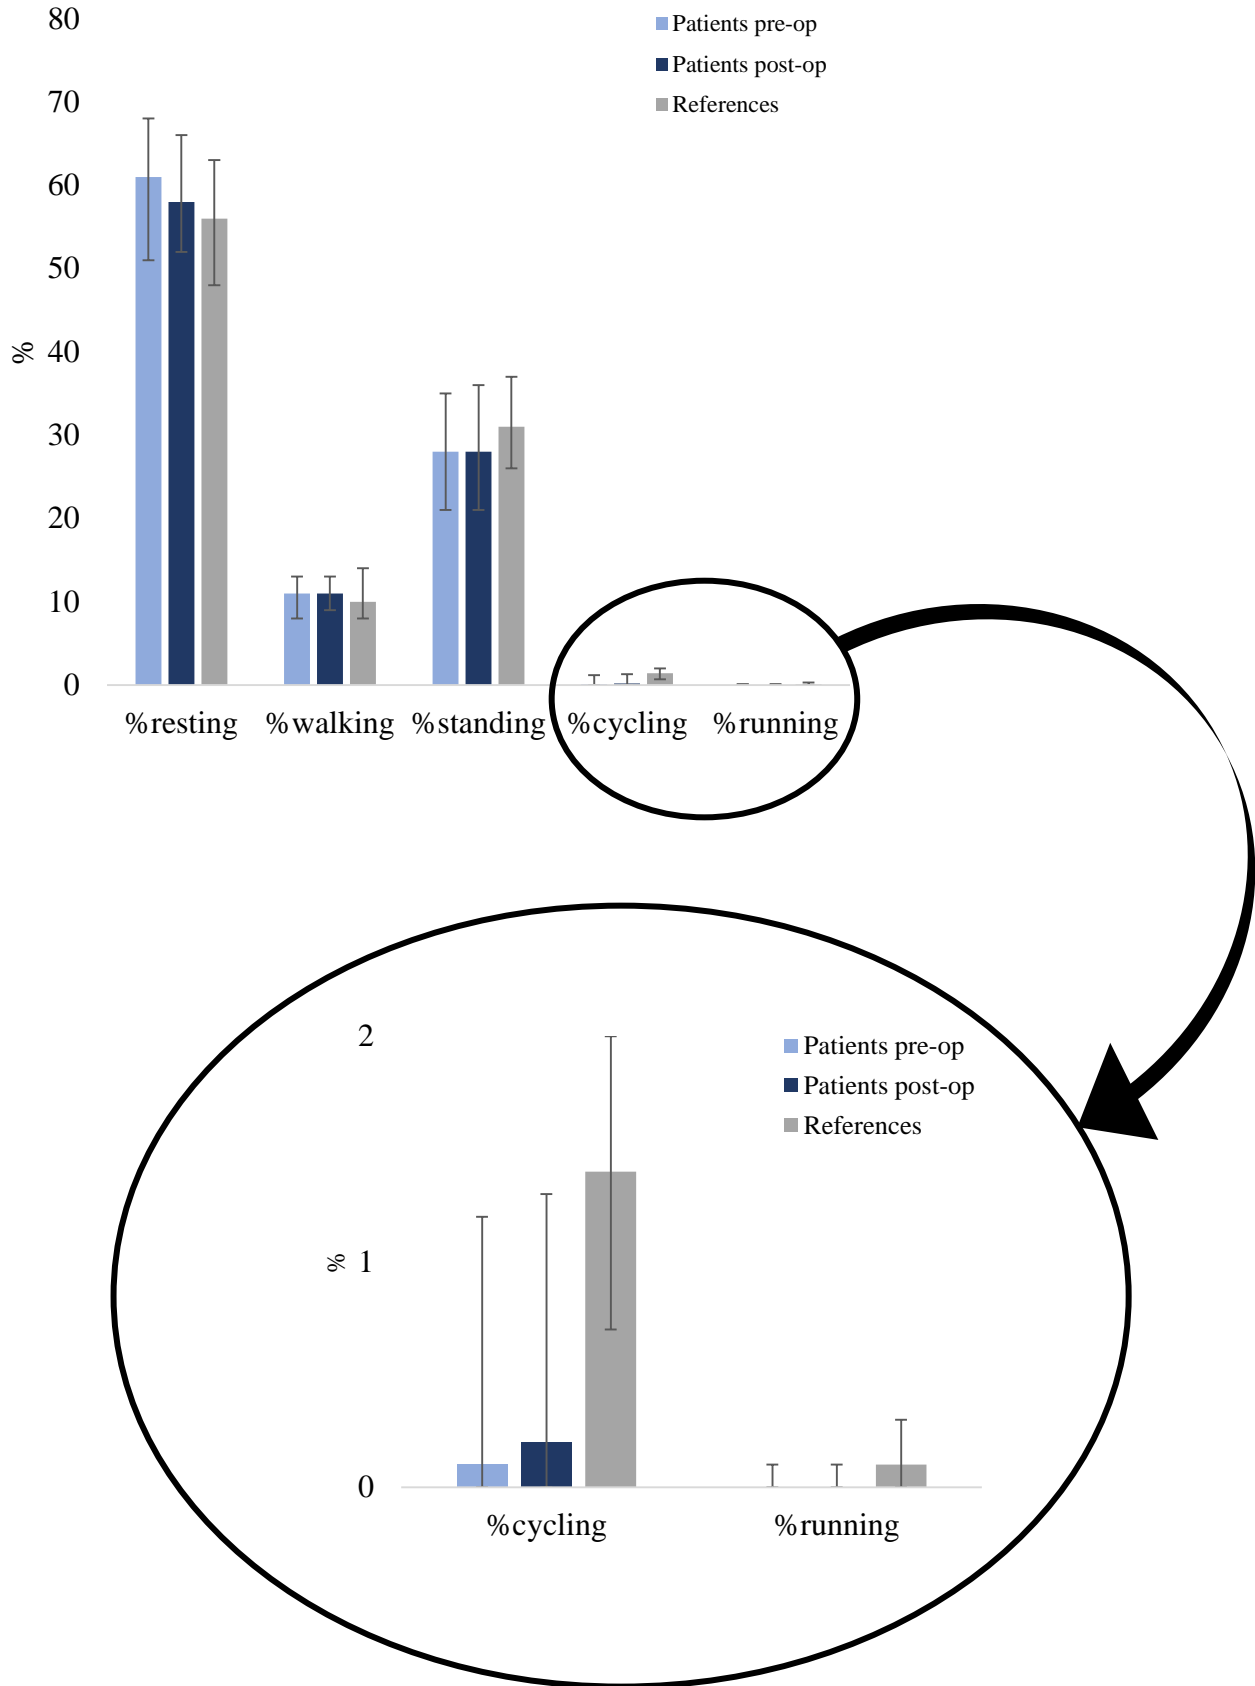 80
70
60
50
40
30
20
10
0
%
Patients pre-op
Patients post-op
References
%resting %walking %standing %cycling %running
2
1
0
%
Patients pre-op
Patients post-op
References
%cycling %running